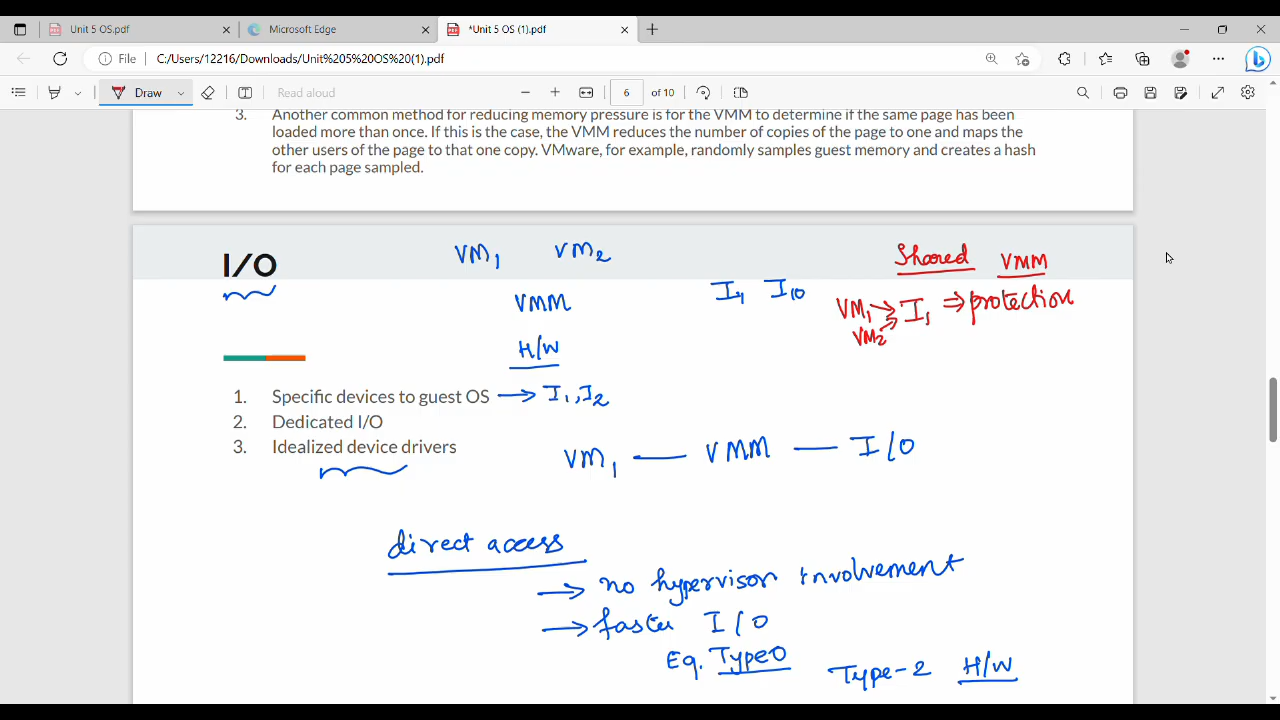 Unit 5 OS.pdf
Microsoft Edge
*Unit 5 OS (1).pdf
File
C:/Users/12216/Downloads/Unit%205%20OS%20(1).pdf
Draw
Read aloud
6 of 10
3. Another common method for reducing memory pressure is for the VMM to determine if the same page has been
loaded more than once. If this is the case, the VMM reduces the number of copies of the page to one and maps the
other users of the page to that one copy. VMware, for example, randomly samples guest memory and creates a hash
for each page sampled.
I/O
VM1 VM2
Shared VMM
VMM
I9 I10
VM1 → I1 ⇒ protection
VM2
H/W
1. Specific devices to guest OS → I1, I2
2. Dedicated I/O
3. Idealized device drivers
VM1 — VMM — I/O
direct access
→ no hypervisor involvement
→ faster I/O
Eg. Type0 Type-2 H/W